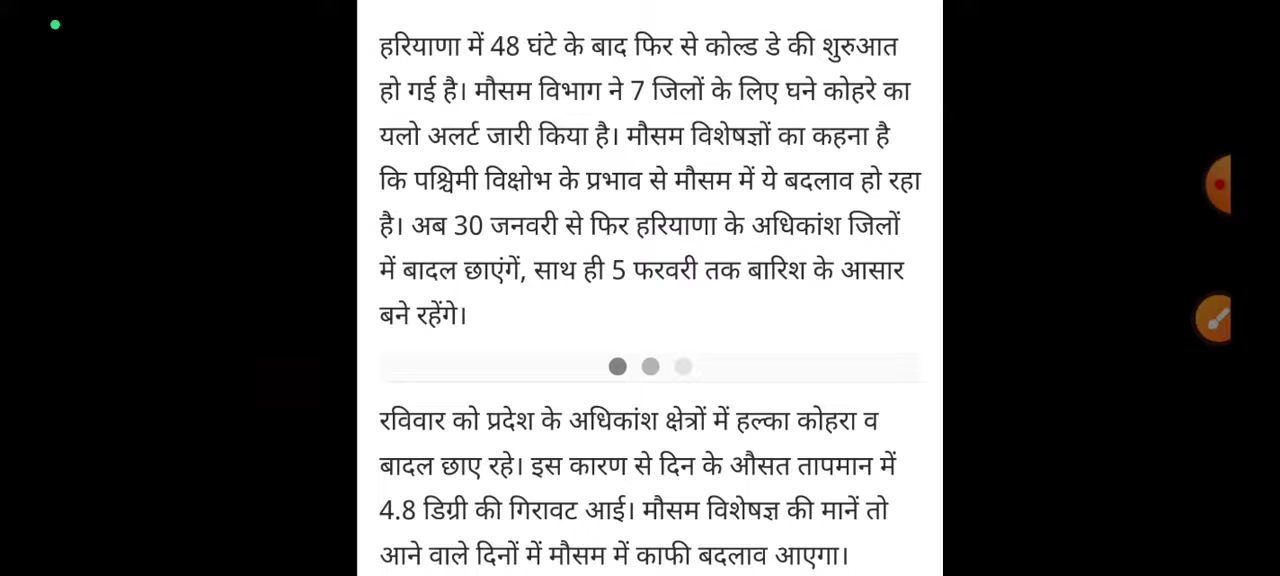 हरियाणा में 48 घंटे के बाद फिर से कोल्ड डे की शुरुआत
हो गई है। मौसम विभाग ने 7 जिलों के लिए घने कोहरे का
यलो अलर्ट जारी किया है। मौसम विशेषज्ञों का कहना है
कि पश्चिमी विक्षोभ के प्रभाव से मौसम में ये बदलाव हो रहा
है। अब 30 जनवरी से फिर हरियाणा के अधिकांश जिलों
में बादल छाएंगें, साथ ही 5 फरवरी तक बारिश के आसार
बने रहेंगे।
रविवार को प्रदेश के अधिकांश क्षेत्रों में हल्का कोहरा व
बादल छाए रहे। इस कारण से दिन के औसत तापमान में
4.8 डिग्री की गिरावट आई। मौसम विशेषज्ञ की मानें तो
आने वाले दिनों में मौसम में काफी बदलाव आएगा।